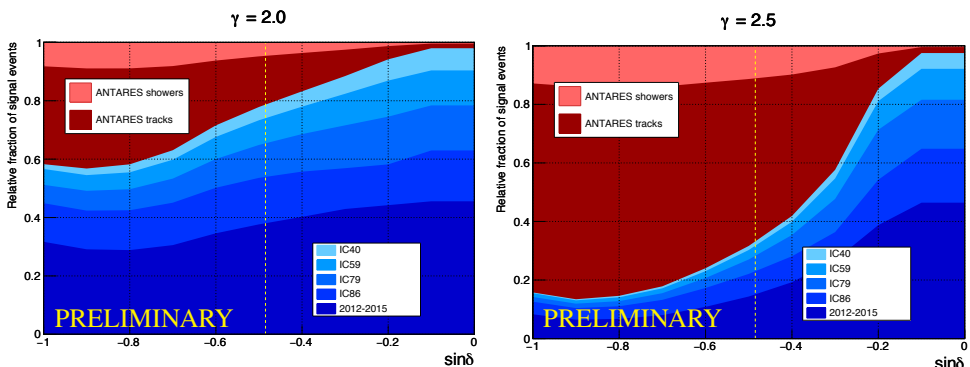 γ = 2.0
Relative fraction of signal events
1
0.8
0.6
0.4
0.2
0
ANTARES showers
ANTARES tracks
IC40
IC59
IC79
IC86
2012-2015
PRELIMINARY
−1 −0.8 −0.6 −0.4 −0.2 0
sinδ
γ = 2.5
Relative fraction of signal events
1
0.8
0.6
0.4
0.2
0
ANTARES showers
ANTARES tracks
IC40
IC59
IC79
IC86
2012-2015
PRELIMINARY
−1 −0.8 −0.6 −0.4 −0.2 0
sinδ